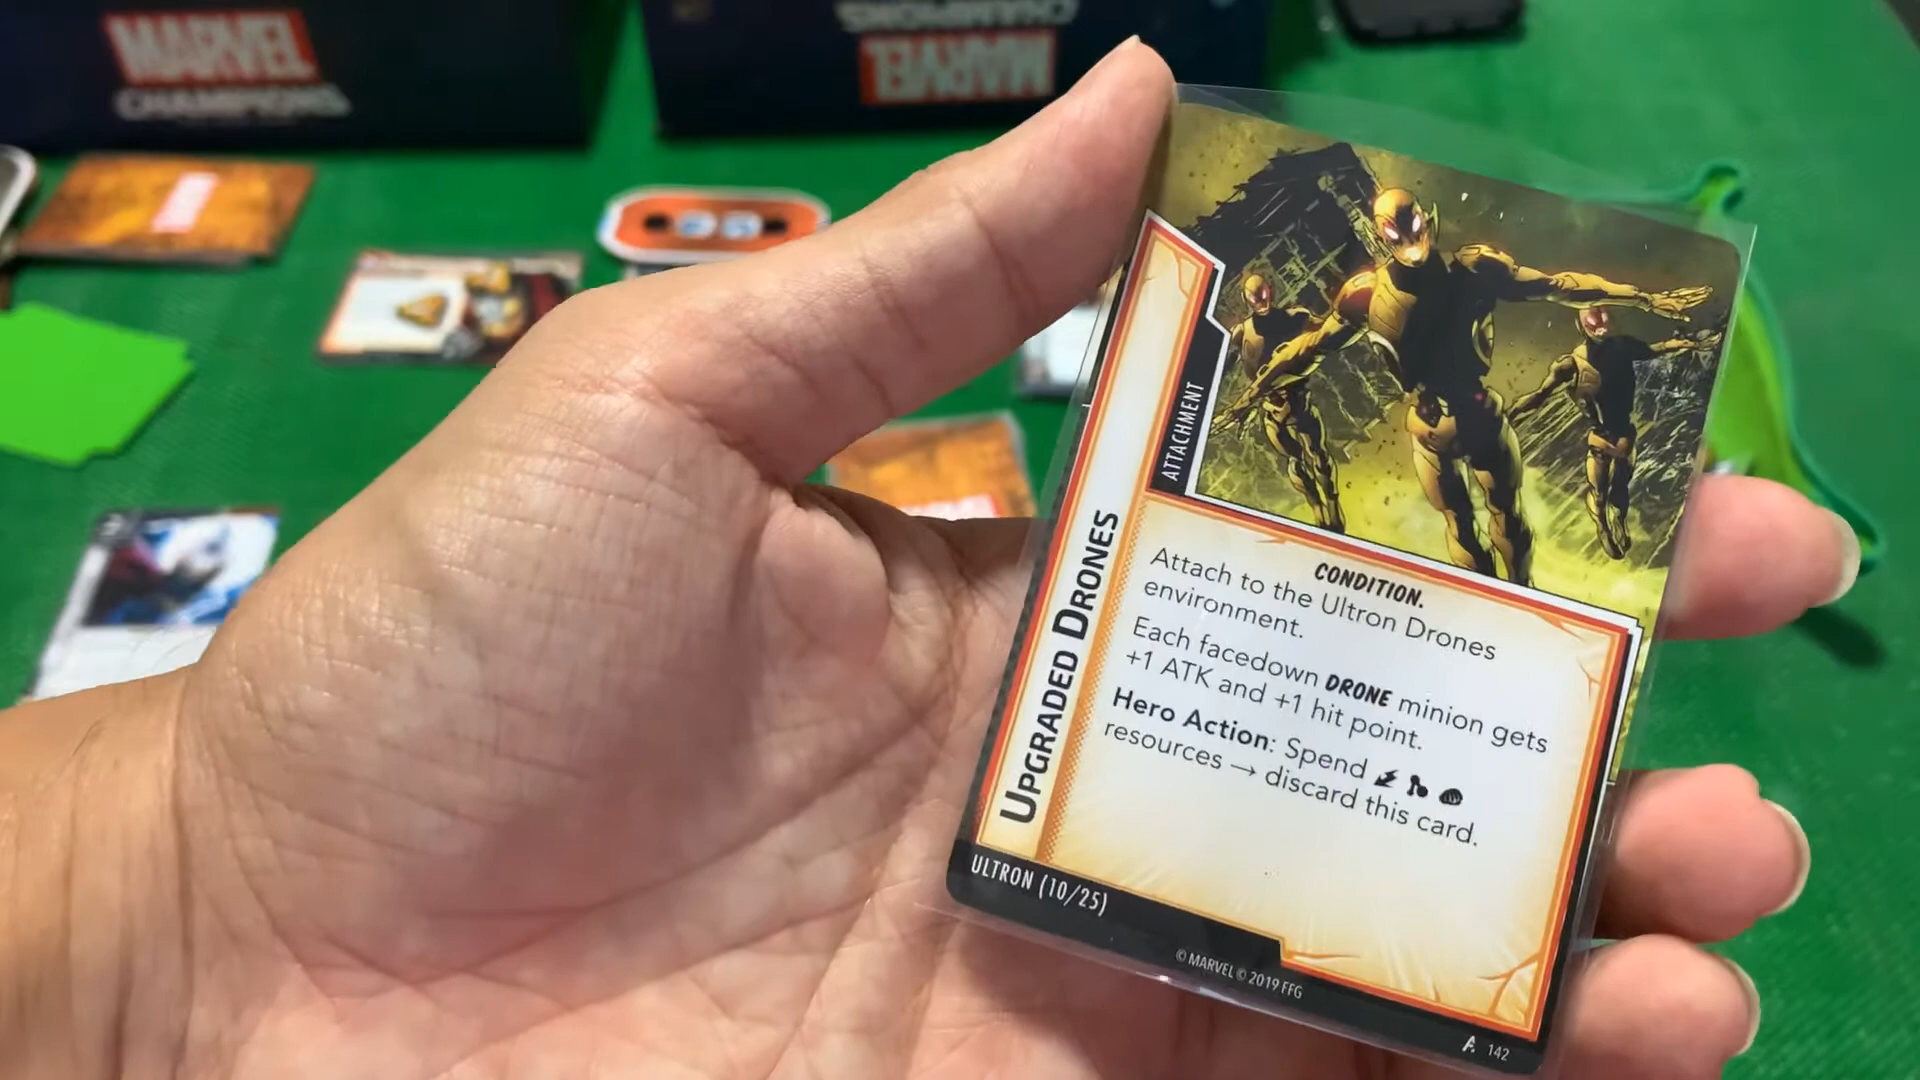 MARVEL
CHAMPIONS
CHAMPIONS
MARVEL
ATTACHMENT
UPGRADED DRONES
CONDITION.
Attach to the Ultron Drones
environment.
Each facedown DRONE minion gets
+1 ATK and +1 hit point.
Hero Action: Spend
resources → discard this card.
ULTRON (10/25)
© MARVEL © 2019 FFG
142